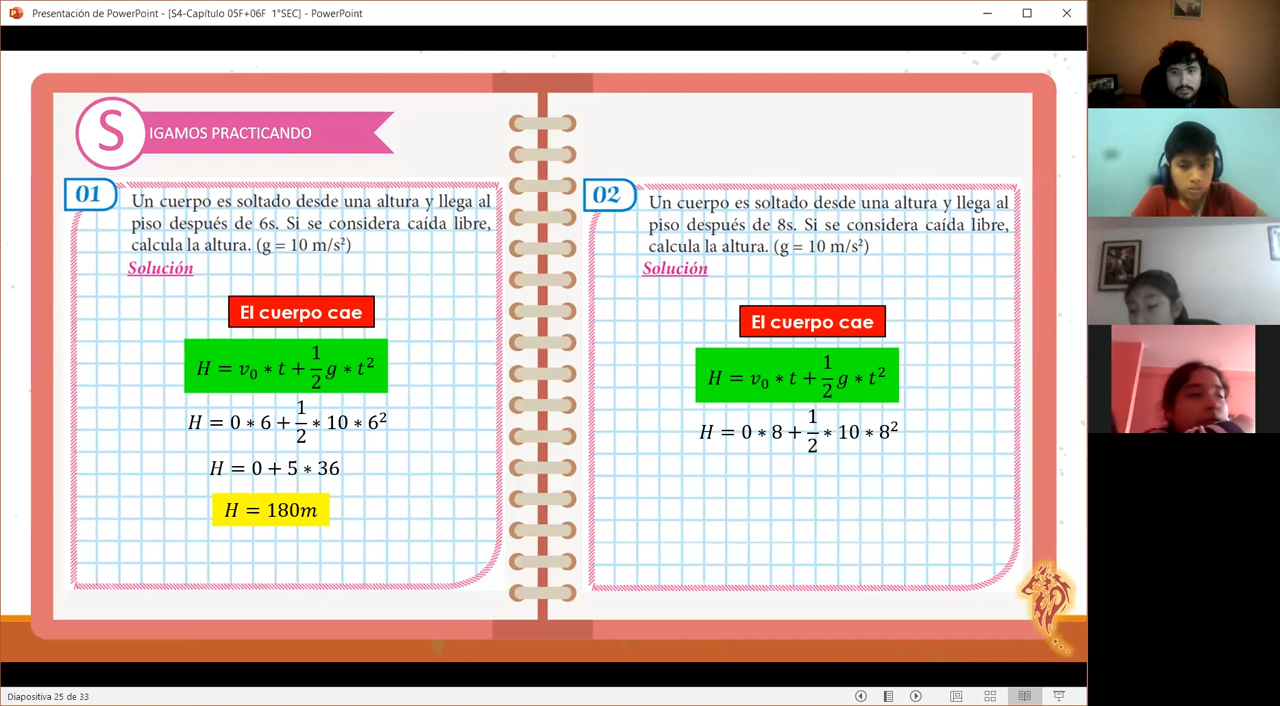 Presentación de PowerPoint - [S4-Capítulo 05F+06F 1°SEC] - PowerPoint
S
IGAMOS PRACTICANDO
01
Un cuerpo es soltado desde una altura y llega al
piso después de 6s. Si se considera caída libre,
calcula la altura. (g = 10 m/s²)
Solución
El cuerpo cae
H = v₀ * t + 1/2 g * t²
H = 0 * 6 + 1/2 * 10 * 6²
H = 0 + 5 * 36
H = 180m
02
Un cuerpo es soltado desde una altura y llega al
piso después de 8s. Si se considera caída libre,
calcula la altura. (g = 10 m/s²)
Solución
El cuerpo cae
H = v₀ * t + 1/2 g * t²
H = 0 * 8 + 1/2 * 10 * 8²
Diapositiva 25 de 33